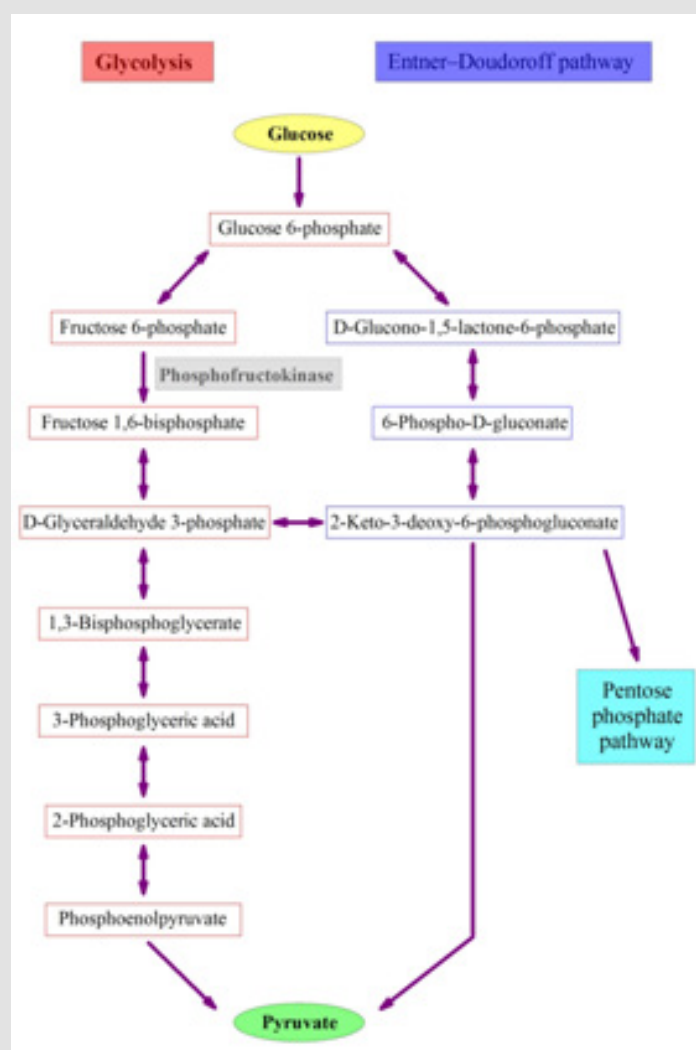 Glycolysis
Entner–Doudoroff pathway
Glucose
Glucose 6-phosphate
Fructose 6-phosphate
D-Glucono-1,5-lactone-6-phosphate
Phosphofructokinase
Fructose 1,6-bisphosphate
6-Phospho-D-gluconate
D-Glyceraldehyde 3-phosphate
2-Keto-3-deoxy-6-phosphogluconate
1,3-Bisphosphoglycerate
3-Phosphoglyceric acid
Pentose
phosphate
pathway
2-Phosphoglyceric acid
Phosphoenolpyruvate
Pyruvate